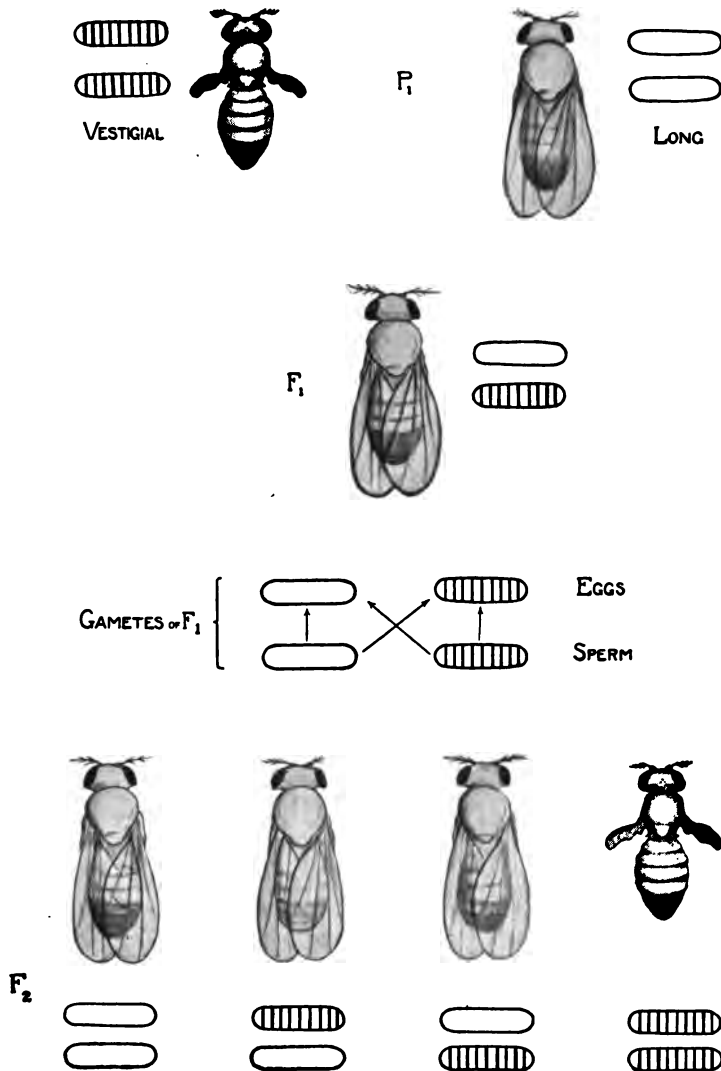 P₁
VESTIGIAL
LONG
F₁
GAMETES OF F₁
EGGS
SPERM
F₂